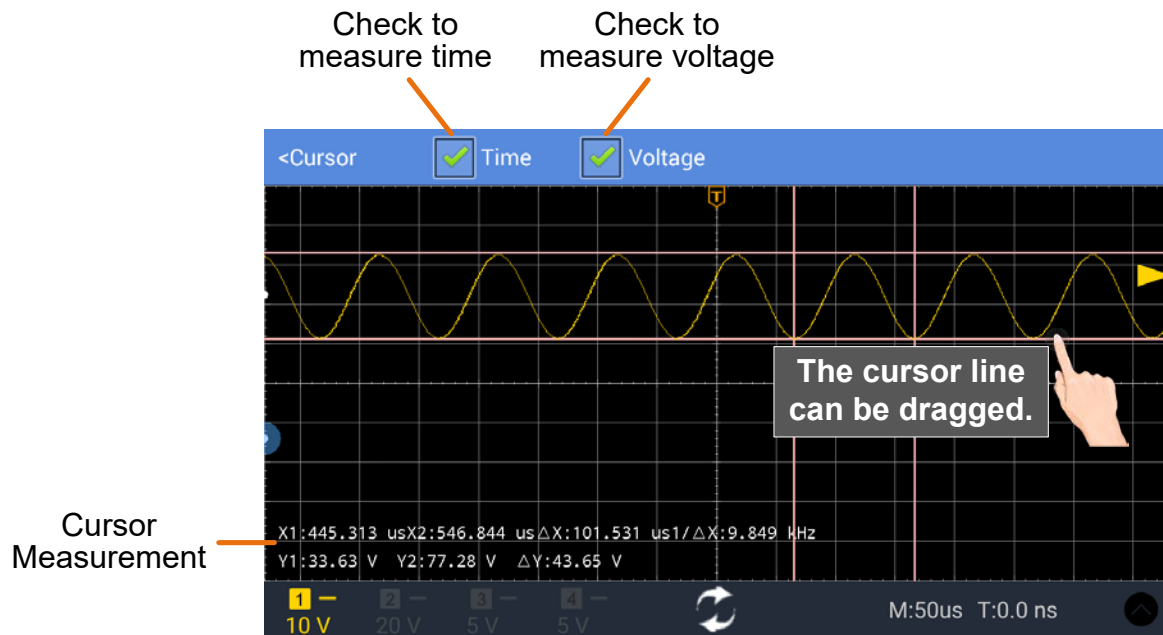 Check to
measure time
Check to
measure voltage
<Cursor
Time
Voltage
T
The cursor line
can be dragged.
Cursor
Measurement
X1:445.313 usX2:546.844 us△X:101.531 us1/△X:9.849 kHz
Y1:33.63 V Y2:77.28 V △Y:43.65 V
1 — 2 — 3 — 4 —
10 V 20 V 5 V 5 V
M:50us T:0.0 ns